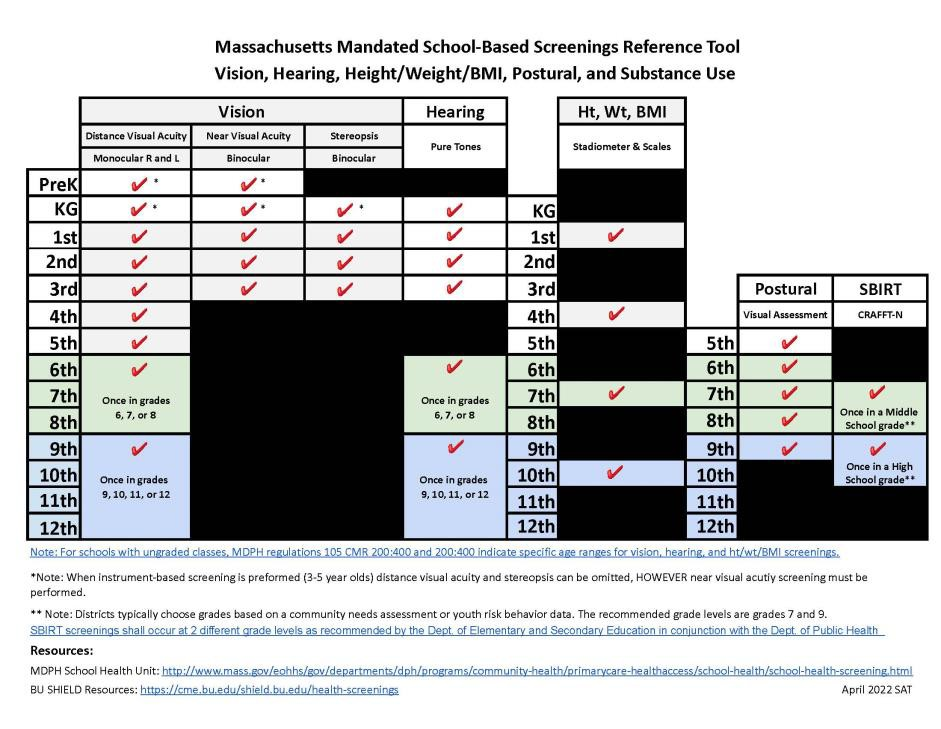 Massachusetts Mandated School-Based Screenings Reference Tool
Vision, Hearing, Height/Weight/BMI, Postural, and Substance Use
Vision Hearing Ht, Wt, BMI
Distance Visual Acuity Near Visual Acuity Stereopsis
Pure Tones Stadiometer & Scales
Monocular R and L Binocular Binocular
PreK ✓ * ✓ *
KG ✓ * ✓ * ✓ * ✓ KG
1st ✓ ✓ ✓ ✓ 1st ✓
2nd ✓ ✓ ✓ ✓ 2nd
3rd ✓ ✓ ✓ ✓ 3rd Postural SBIRT
4th ✓ 4th ✓ Visual Assessment CRAFFT-N
5th ✓ 5th 5th ✓
6th ✓ ✓ 6th 6th ✓
7th Once in grades Once in grades 7th ✓ 7th ✓ ✓
6, 7, or 8 6, 7, or 8 Once in a Middle
8th 8th 8th ✓ School grade**
9th ✓ ✓ 9th 9th ✓ ✓
10th Once in grades Once in grades 10th ✓ 10th Once in a High
School grade**
11th 9, 10, 11, or 12 9, 10, 11, or 12 11th 11th
12th 12th 12th
Note: For schools with ungraded classes, MDPH regulations 105 CMR 200:400 and 200:400 indicate specific age ranges for vision, hearing, and ht/wt/BMI screenings.
*Note: When instrument-based screening is preformed (3-5 year olds) distance visual acuity and stereopsis can be omitted, HOWEVER near visual acutiy screening must be
performed.
** Note: Districts typically choose grades based on a community needs assessment or youth risk behavior data. The recommended grade levels are grades 7 and 9.
SBIRT screenings shall occur at 2 different grade levels as recommended by the Dept. of Elementary and Secondary Education in conjunction with the Dept. of Public Health
Resources:
MDPH School Health Unit: http://www.mass.gov/eohhs/gov/departments/dph/programs/community-health/primarycare-healthaccess/school-health/school-health-screening.html
BU SHIELD Resources: https://cme.bu.edu/shield.bu.edu/health-screenings April 2022 SAT